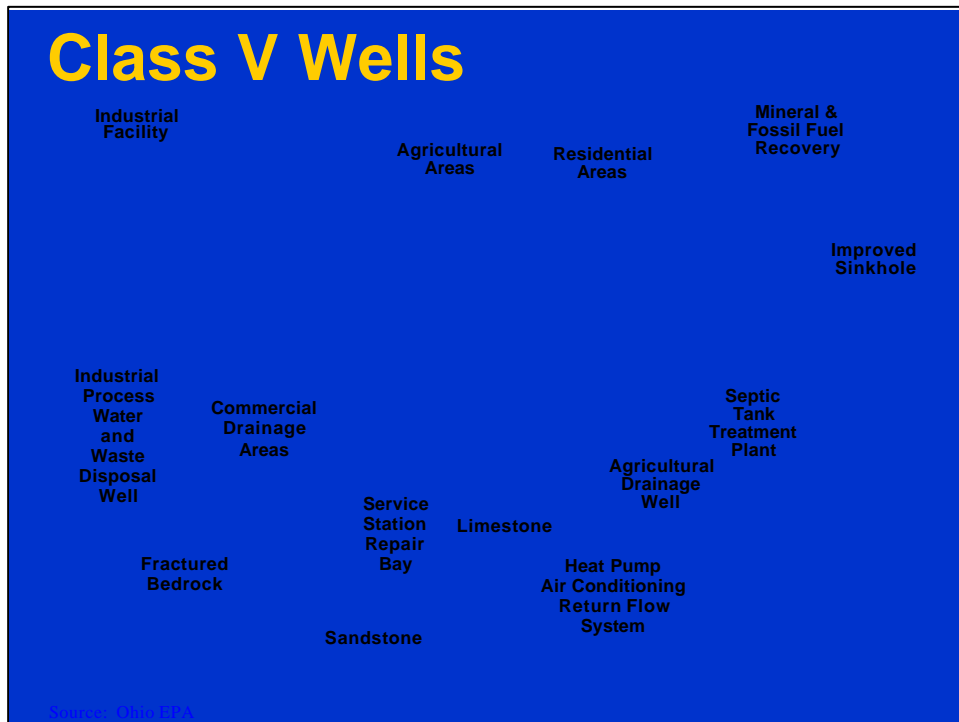 Class V Wells
Industrial
Facility
Mineral &
Fossil Fuel
Recovery
Agricultural
Areas
Residential
Areas
Improved
Sinkhole
Industrial
Process
Water
and
Waste
Disposal
Well
Commercial
Drainage
Areas
Septic
Tank
Treatment
Plant
Agricultural
Drainage
Well
Service
Station
Repair
Bay
Limestone
Fractured
Bedrock
Heat Pump
Air Conditioning
Return Flow
System
Sandstone
Source: Ohio EPA